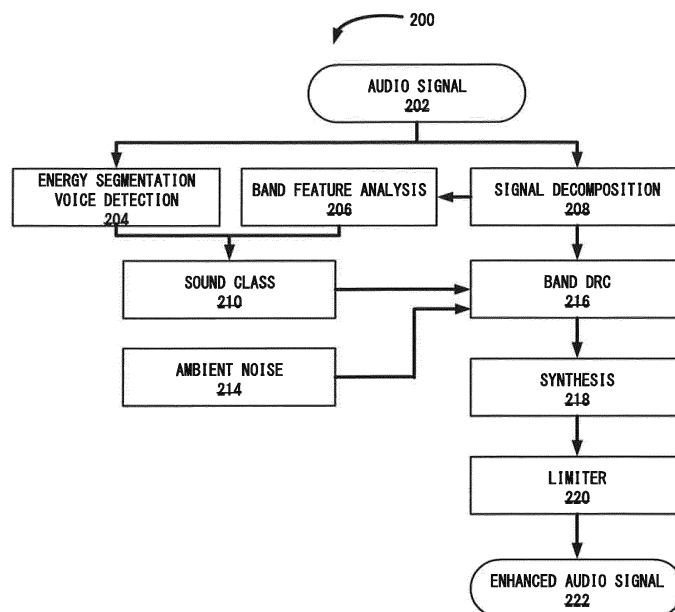 200
AUDIO SIGNAL
202
ENERGY SEGMENTATION
VOICE DETECTION
204
BAND FEATURE ANALYSIS
206
SIGNAL DECOMPOSITION
208
SOUND CLASS
210
BAND DRC
216
AMBIENT NOISE
214
SYNTHESIS
218
LIMITER
220
ENHANCED AUDIO SIGNAL
222